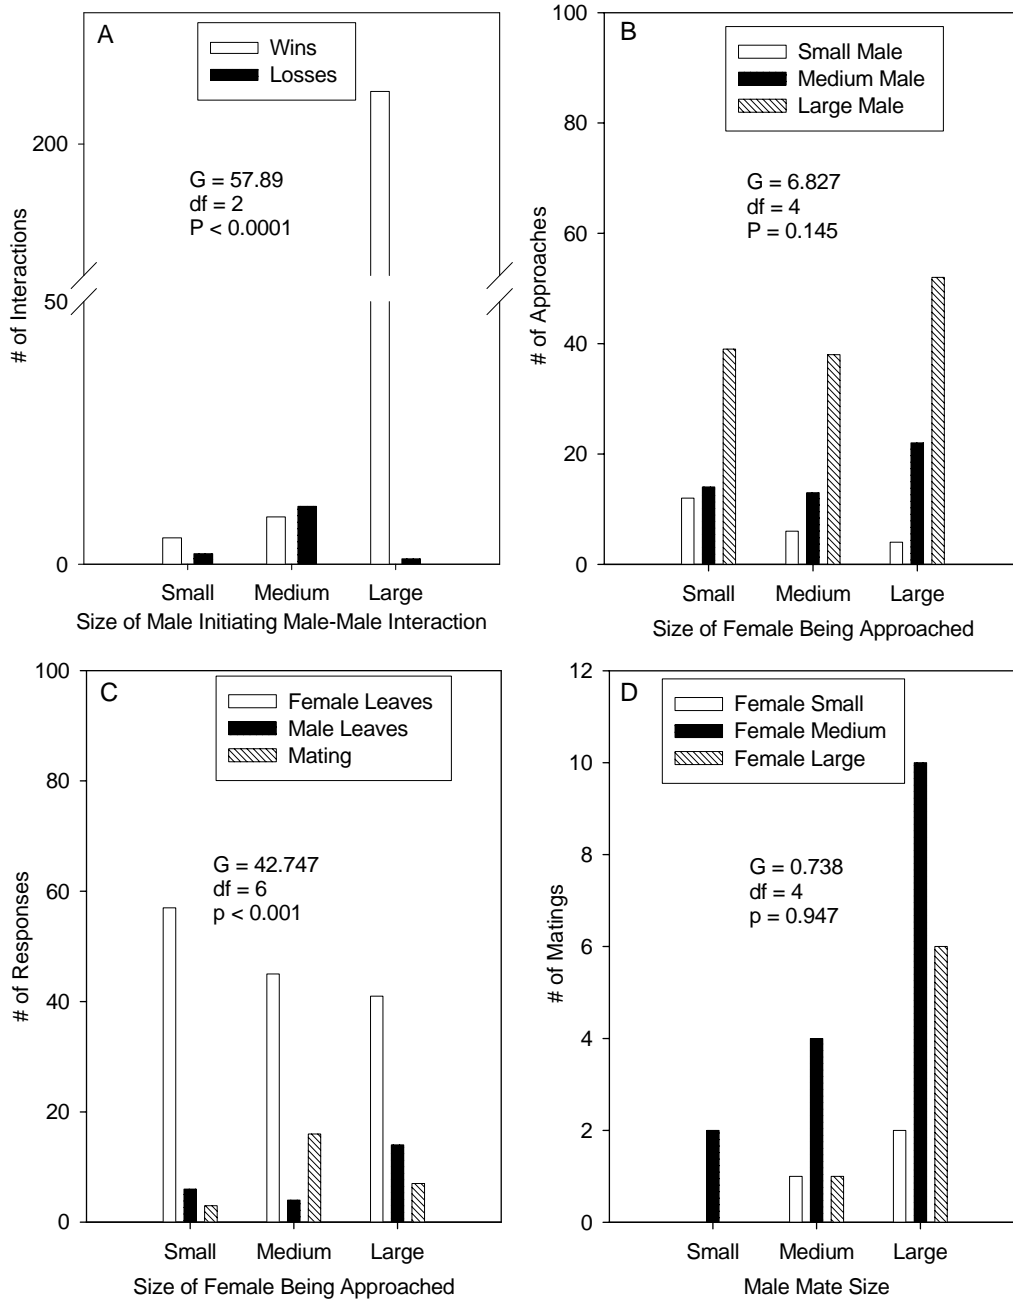 A
Wins
Losses
200
G = 57.89
df = 2
P < 0.0001
50
0
# of Interactions
Small Medium Large
Size of Male Initiating Male-Male Interaction
B
Small Male
Medium Male
Large Male
100
80
60
40
20
0
G = 6.827
df = 4
P = 0.145
# of Approaches
Small Medium Large
Size of Female Being Approached
C
Female Leaves
Male Leaves
Mating
100
80
60
40
20
0
G = 42.747
df = 6
p < 0.001
# of Responses
Small Medium Large
Size of Female Being Approached
D
Female Small
Female Medium
Female Large
12
10
8
6
4
2
0
G = 0.738
df = 4
p = 0.947
# of Matings
Small Medium Large
Male Mate Size